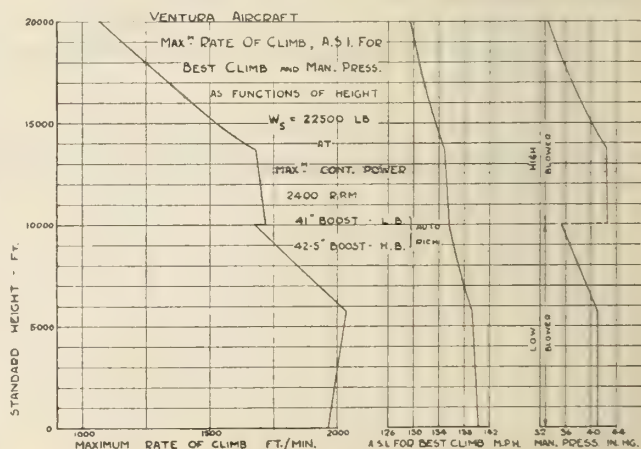 VENTURA AIRCRAFT
MAXᵐ RATE OF CLIMB, A.S.I. FOR
BEST CLIMB AND MAN. PRESS.
AS FUNCTIONS OF HEIGHT
WS = 22500 LB
AT
MAXᵐ CONT. POWER
2400 R.P.M
41" BOOST - L.B.
42·5" BOOST - H.B.
AUTO
RICH
HIGH
BLOWER
LOW
BLOWER
STANDARD HEIGHT - FT.
20000
15000
10000
5000
0
1000 1500 2000 126 130 134 138 142 32 36 40 44
MAXIMUM RATE OF CLIMB FT./MIN. A.S.I. FOR BEST CLIMB M.P.H. MAN. PRESS IN. HG.